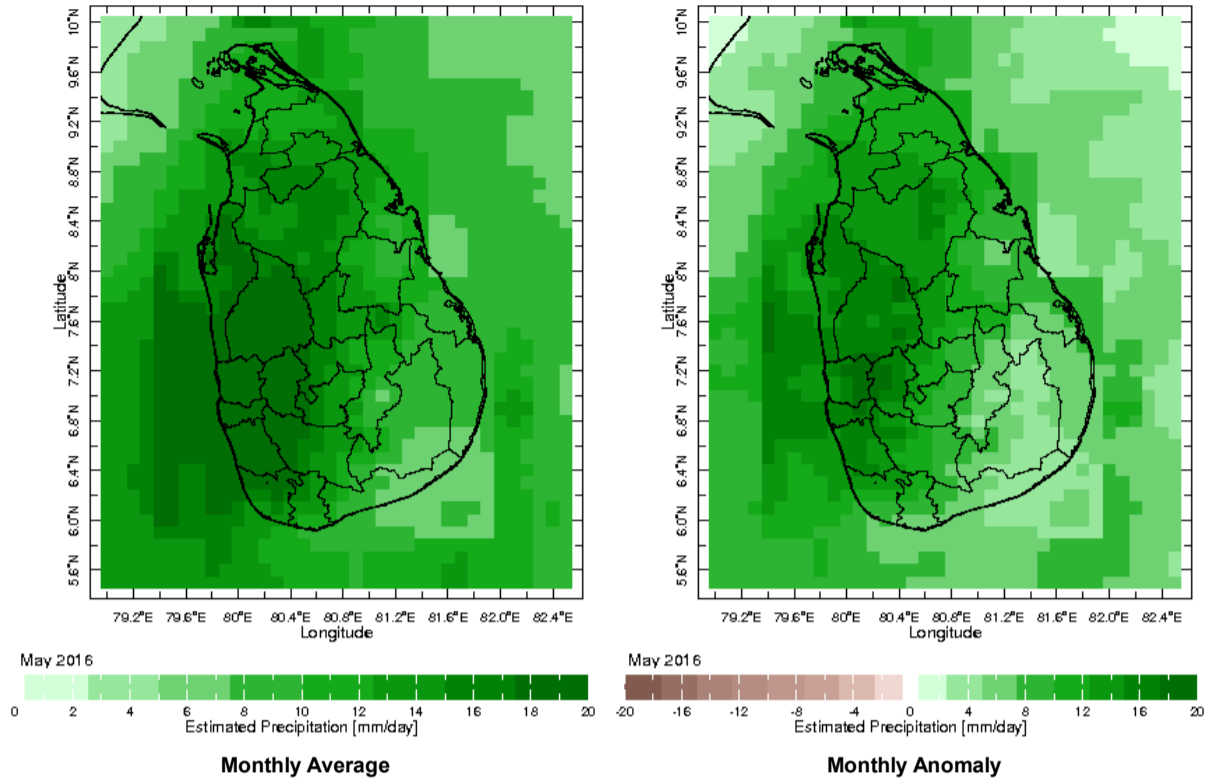 10°N
9.6°N
9.2°N
8.8°N
8.4°N
8°N
7.6°N
7.2°N
6.8°N
6.4°N
6.0°N
5.6°N
Latitude
79.2°E 79.6°E 80°E 80.4°E 80.8°E 81.2°E 81.6°E 82.0°E 82.4°E
Longitude
May 2016
0 2 4 6 8 10 12 14 16 18 20
Estimated Precipitation [mm/day]
Monthly Average
10°N
9.6°N
9.2°N
8.8°N
8.4°N
8°N
7.6°N
7.2°N
6.8°N
6.4°N
6.0°N
5.6°N
Latitude
79.2°E 79.6°E 80°E 80.4°E 80.8°E 81.2°E 81.6°E 82.0°E 82.4°E
Longitude
May 2016
-20 -16 -12 -8 -4 0 4 8 12 16 20
Estimated Precipitation [mm/day]
Monthly Anomaly